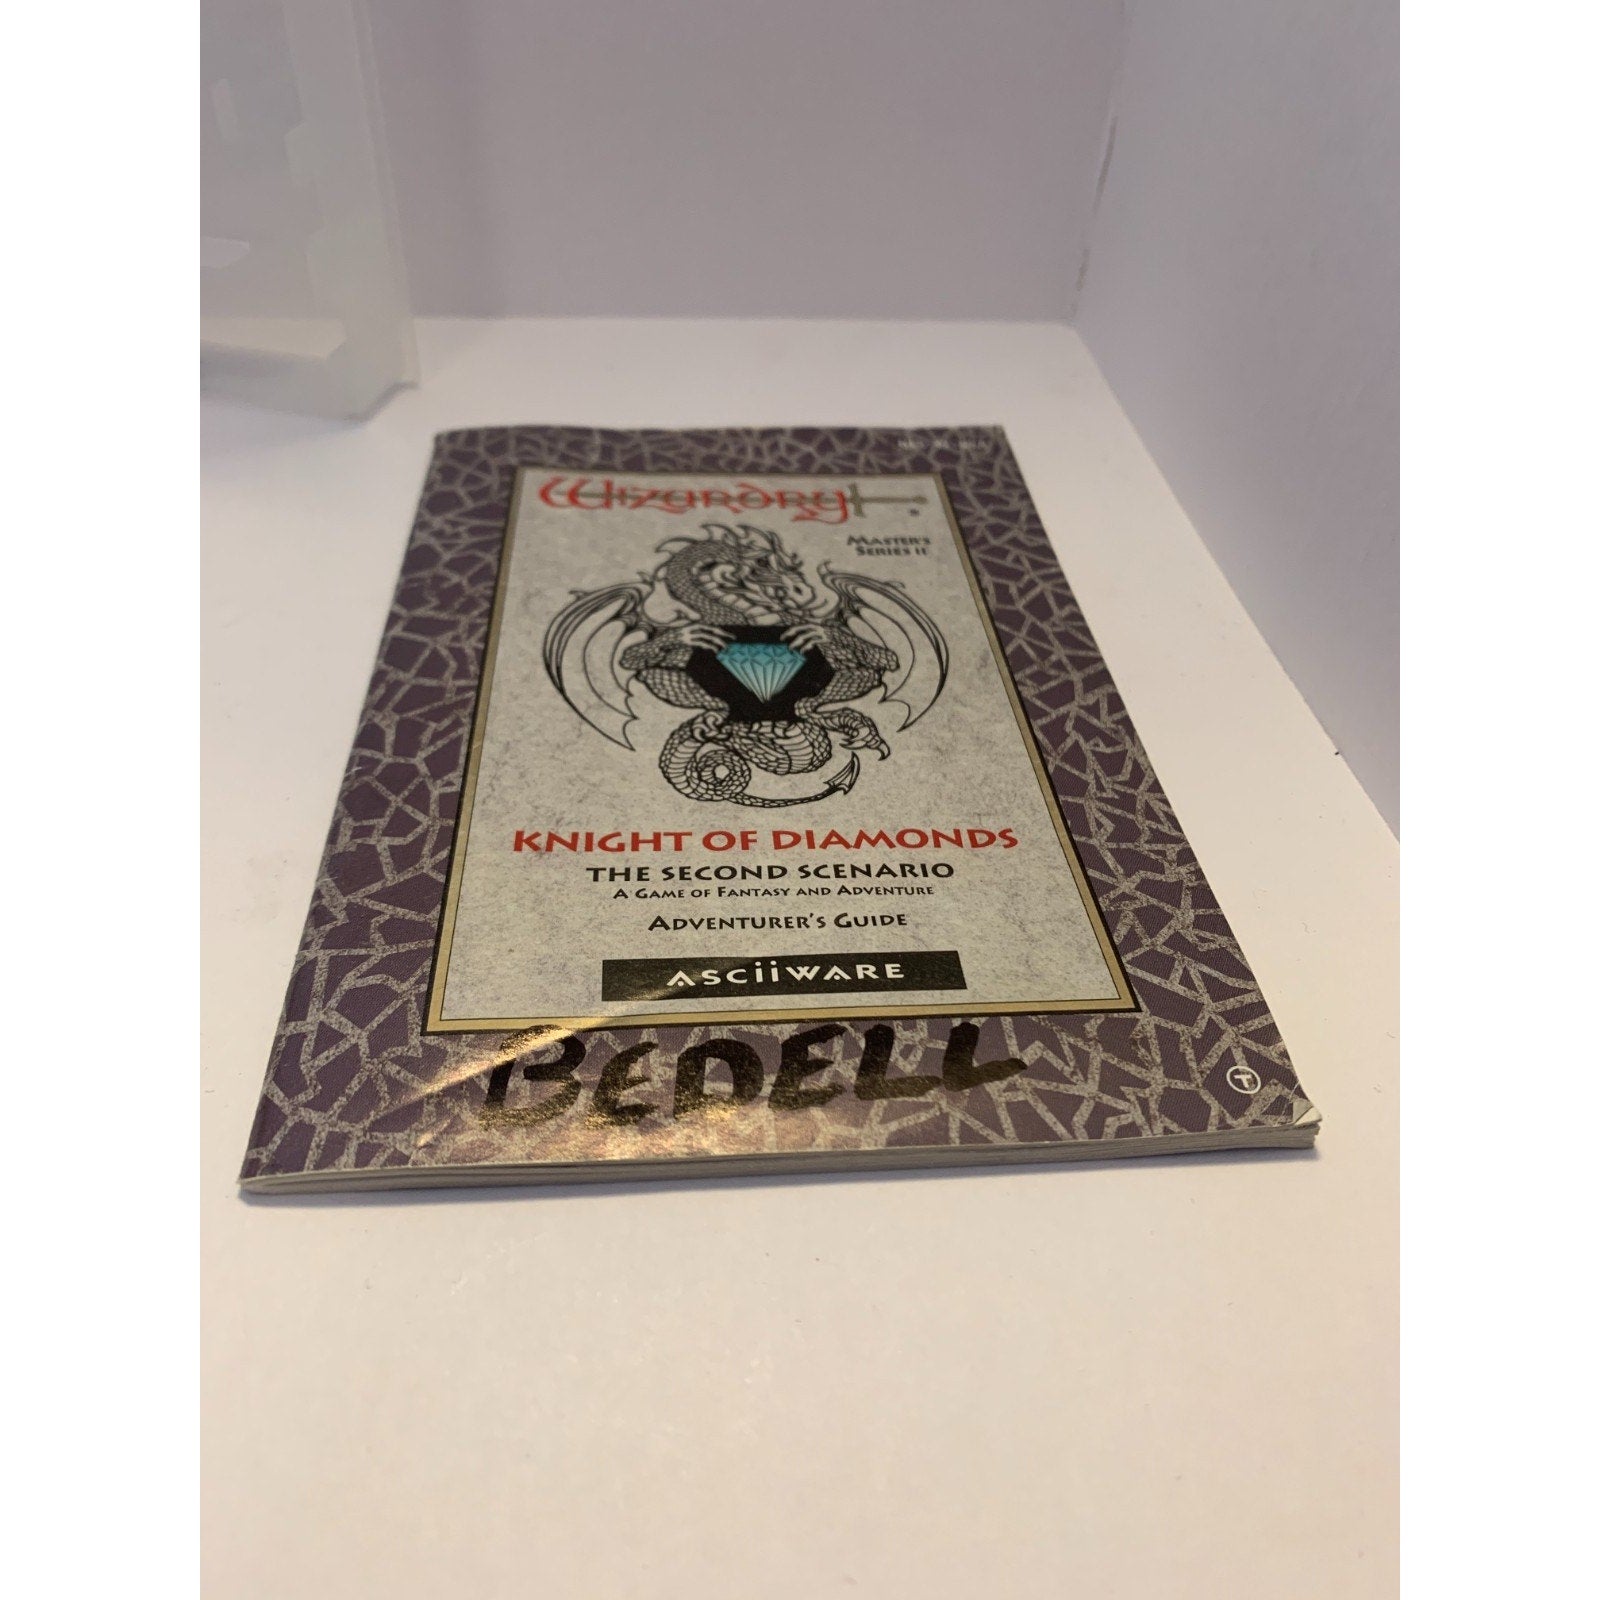 Wizardry
®
MASTER'S
SERIES II
KNIGHT OF DIAMONDS
THE SECOND SCENARIO
A GAME OF FANTASY AND ADVENTURE
ADVENTURER'S GUIDE
ASCiiWARE
BEDELL
T